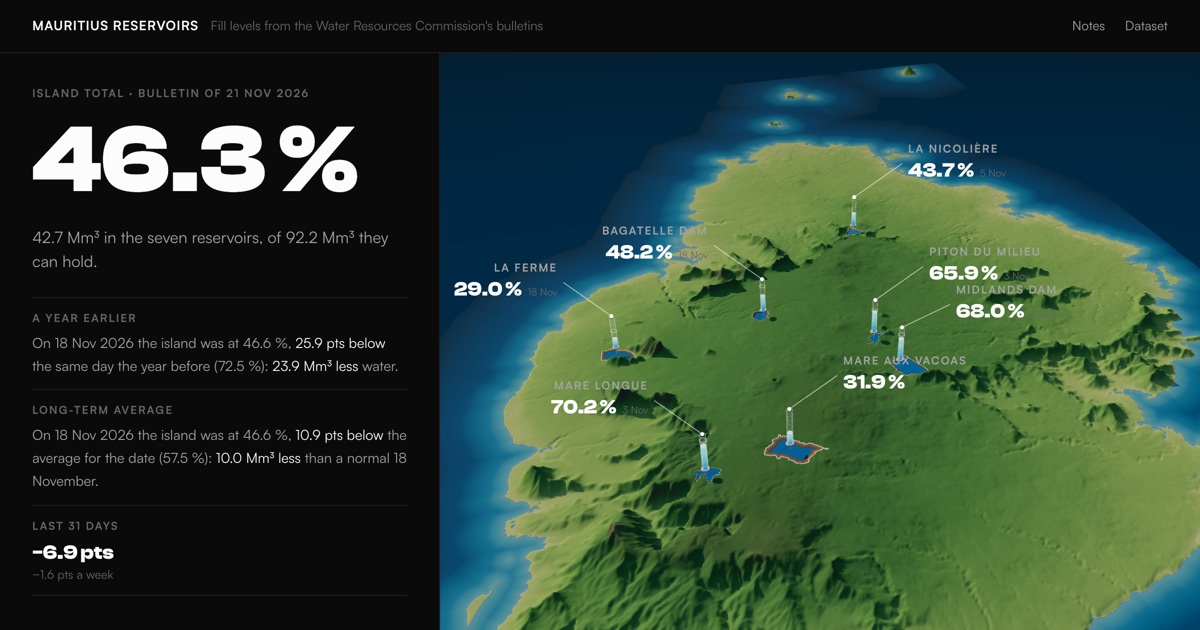 MAURITIUS RESERVOIRS Fill levels from the Water Resources Commission's bulletins
Notes Dataset
ISLAND TOTAL · BULLETIN OF 21 NOV 2026
46.3 %
42.7 Mm³ in the seven reservoirs, of 92.2 Mm³ they
can hold.
A YEAR EARLIER
On 18 Nov 2026 the island was at 46.6 %, 25.9 pts below
the same day the year before (72.5 %): 23.9 Mm³ less water.
LONG-TERM AVERAGE
On 18 Nov 2026 the island was at 46.6 %, 10.9 pts below the
average for the date (57.5 %): 10.0 Mm³ less than a normal 18
November.
LAST 31 DAYS
−6.9 pts
−1.6 pts a week
LA NICOLIÈRE
43.7 % 5 Nov
BAGATELLE DAM
48.2 % 18 Nov
PITON DU MILIEU
65.9 % 3 Nov
LA FERME
29.0 % 18 Nov
MIDLANDS DAM
68.0 %
MARE AUX VACOAS
31.9 %
MARE LONGUE
70.2 % 3 Nov